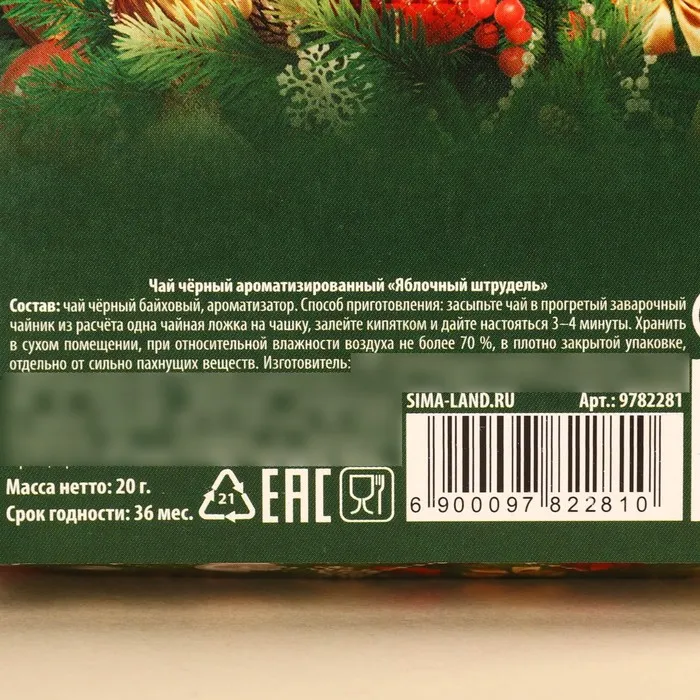 Чай чёрный ароматизированный «Яблочный штрудель»
Состав: чай чёрный байховый, ароматизатор. Способ приготовления: засыпьте чай в прогретый заварочный
чайник из расчёта одна чайная ложка на чашку, залейте кипятком и дайте настояться 3–4 минуты. Хранить
в сухом помещении, при относительной влажности воздуха не более 70 %, в плотно закрытой упаковке,
отдельно от сильно пахнущих веществ. Изготовитель:
SIMA-LAND.RU Арт.: 9782281
Масса нетто: 20 г.
Срок годности: 36 мес.
21
EAC
6 900097 822810